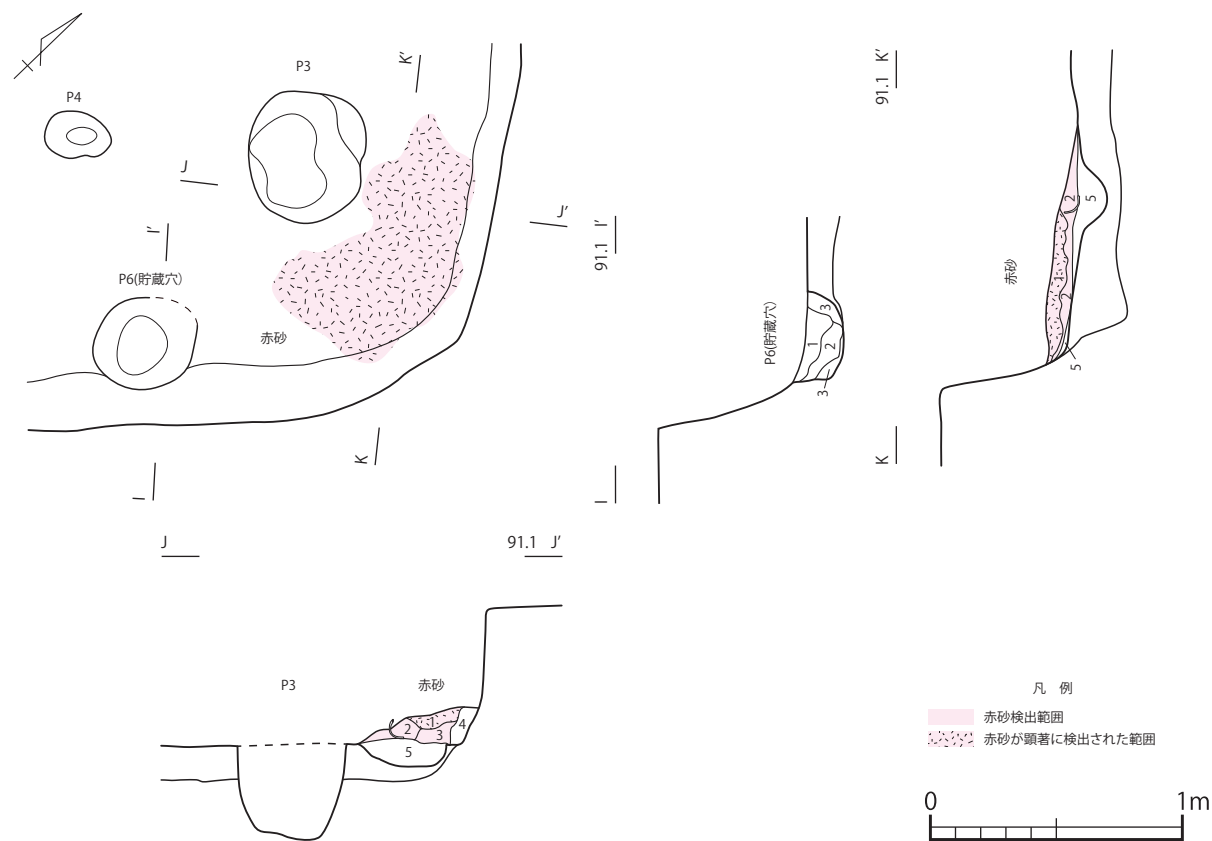 P3
K'
P4
J
J'
I'
P6(貯蔵穴)
赤砂
K
I
91.1 K'
2
5
赤砂
1
5
K
91.1 I'
P6(貯蔵穴)
3
1
2
3
I
J
91.1 J'
P3
赤砂
1
2
3
4
5
凡 例
赤砂検出範囲
赤砂が顕著に検出された範囲
0
1m